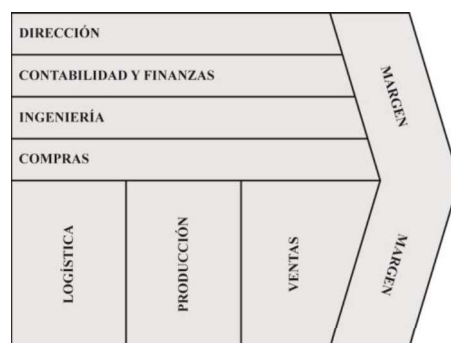 DIRECCIÓN
CONTABILIDAD Y FINANZAS
INGENIERÍA
COMPRAS
MARGEN
LOGÍSTICA
PRODUCCIÓN
VENTAS
MARGEN